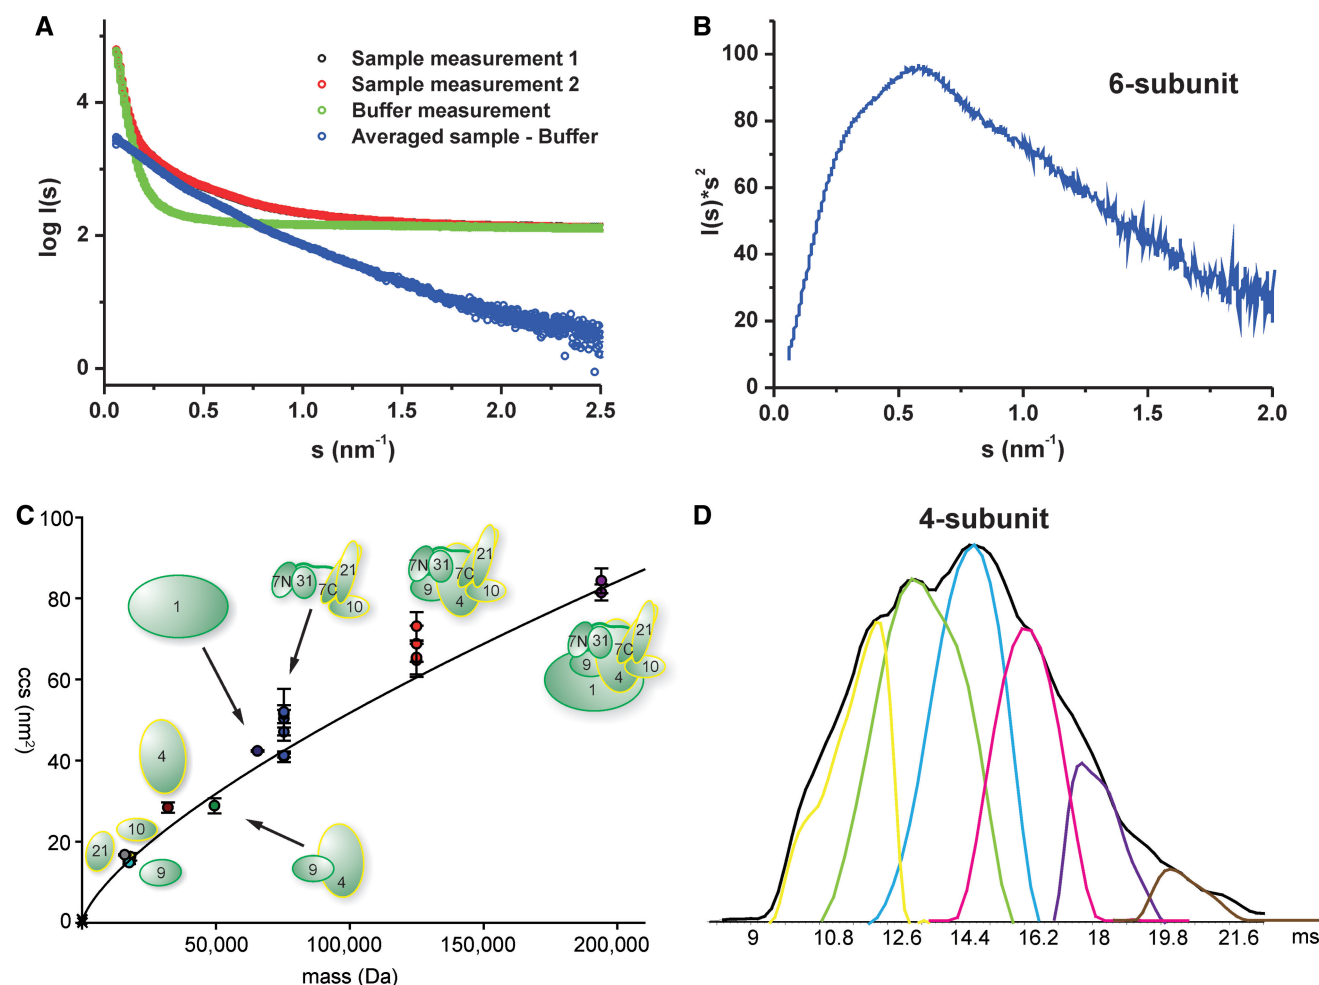 A
Sample measurement 1
Sample measurement 2
Buffer measurement
Averaged sample - Buffer
log I(s)
4
2
0
0.0 0.5 1.0 1.5 2.0 2.5
s (nm-1)
B
6-subunit
I(s)*s2
100
80
60
40
20
0
0.0 0.5 1.0 1.5 2.0
s (nm-1)
C
ccs (nm2)
100
80
60
40
20
0
50,000 100,000 150,000 200,000
mass (Da)
1
7N 31 7C 21 10
7N 31 7C 21 9 4 10
7N 31 7C 21 9 4 10 1
4
10
21
9
9 4
D
4-subunit
9 10.8 12.6 14.4 16.2 18 19.8 21.6 ms